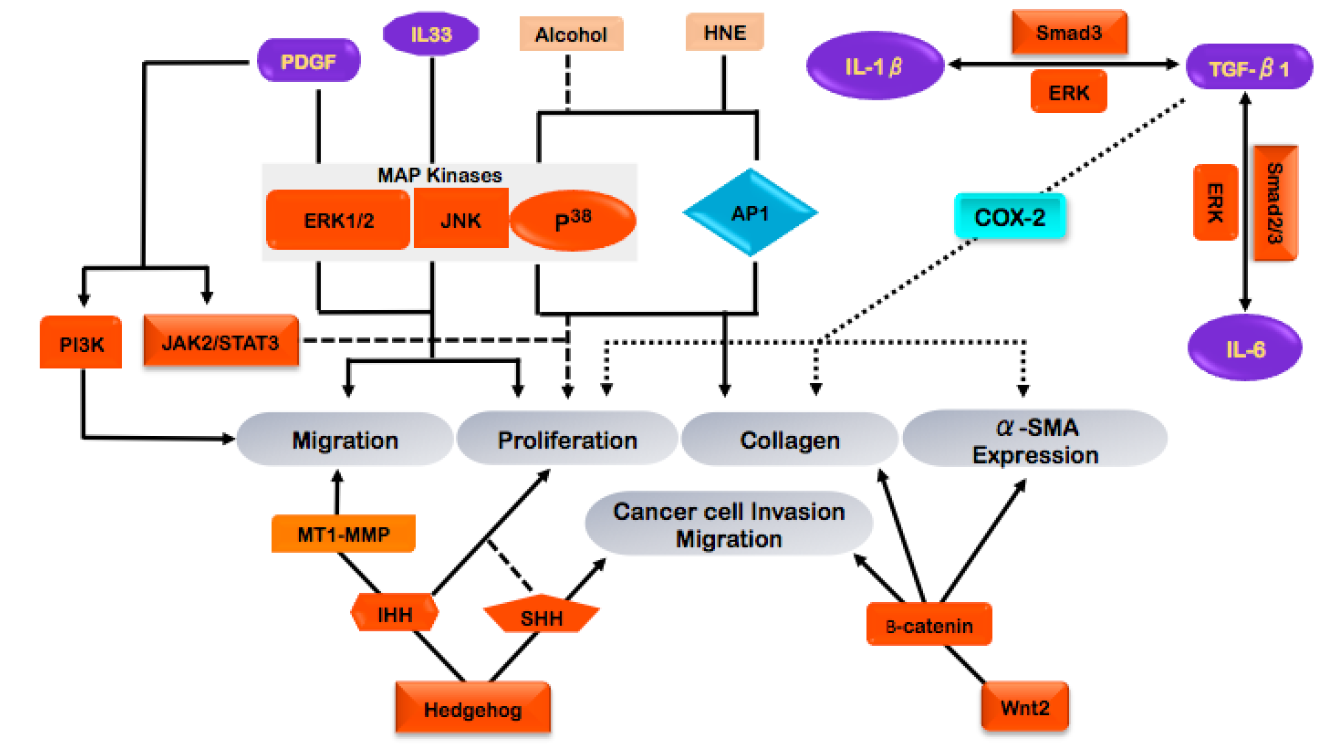 PDGF
IL33
Alcohol
HNE
IL-1β
Smad3
ERK
TGF-β1
MAP Kinases
ERK1/2
JNK
P38
AP1
COX-2
ERK
Smad2/3
PI3K
JAK2/STAT3
IL-6
Migration
Proliferation
Collagen
α-SMA
Expression
Cancer cell Invasion
Migration
MT1-MMP
IHH
SHH
B-catenin
Hedgehog
Wnt2